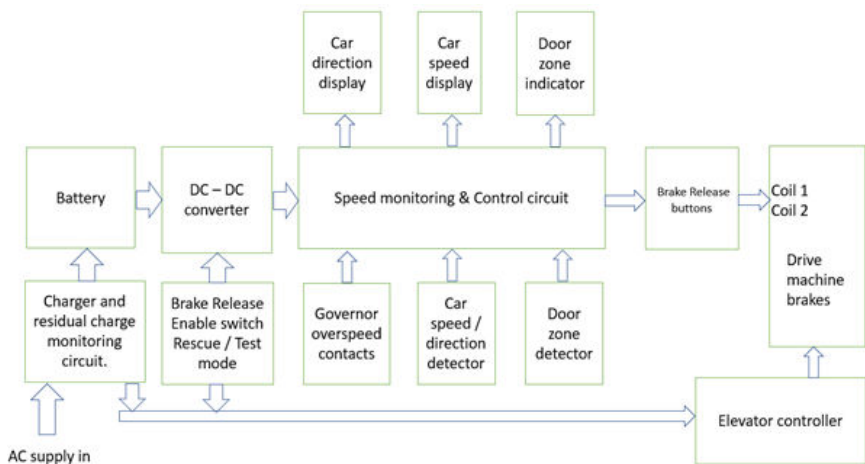 Car
direction
display
Car
speed
display
Door
zone
indicator
Battery
DC – DC
converter
Speed monitoring & Control circuit
Brake Release
buttons
Coil 1
Coil 2
Drive
machine
brakes
Charger and
residual charge
monitoring
circuit.
Brake Release
Enable switch
Rescue / Test
mode
Governor
overspeed
contacts
Car
speed /
direction
detector
Door
zone
detector
Elevator controller
AC supply in